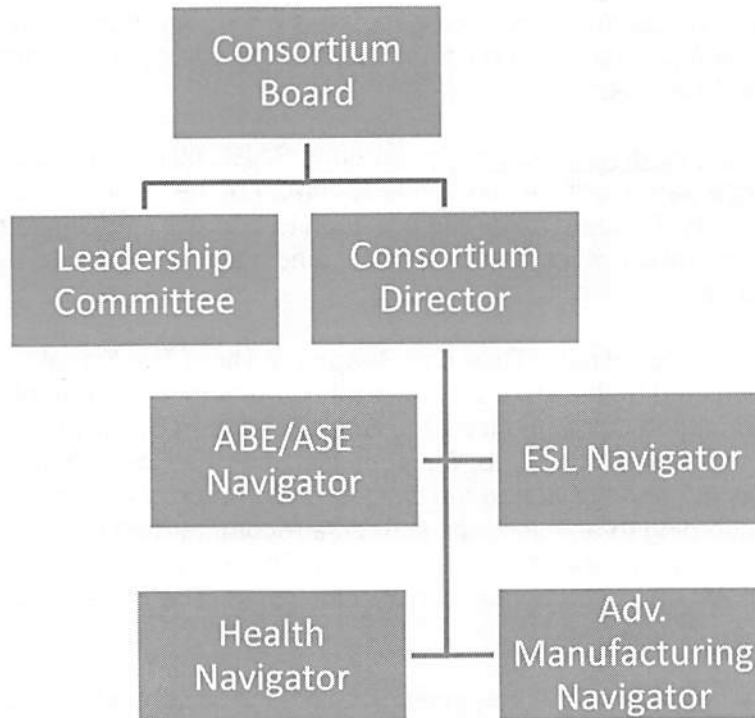 Consortium
Board
Leadership
Committee
Consortium
Director
ABE/ASE
Navigator
ESL Navigator
Health
Navigator
Adv.
Manufacturing
Navigator